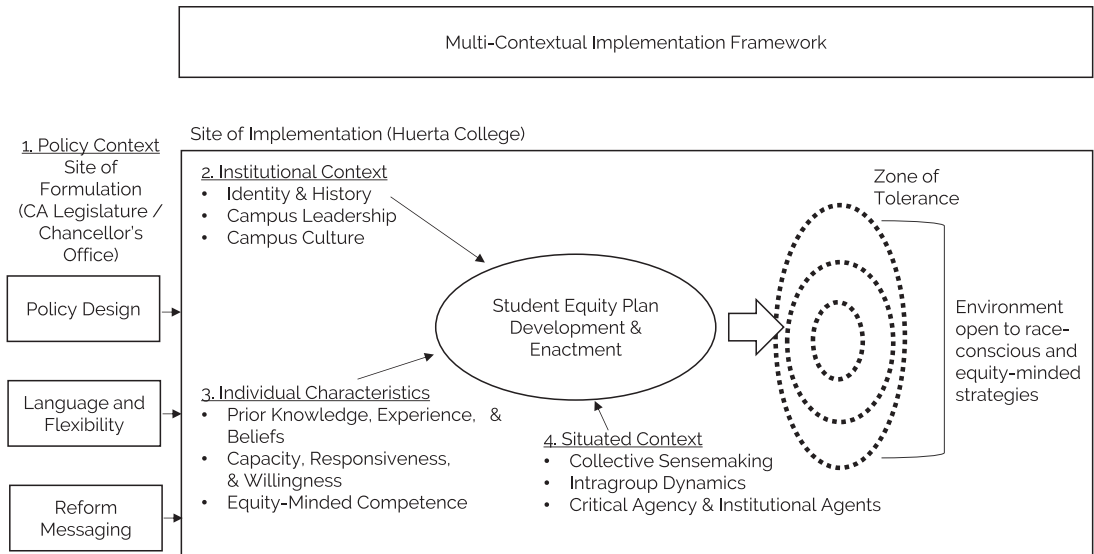 Multi-Contextual Implementation Framework
Site of Implementation (Huerta College)
1. Policy Context
Site of
Formulation
(CA Legislature /
Chancellor's
Office)
Policy Design
Language and
Flexibility
Reform
Messaging
2. Institutional Context
• Identity & History
• Campus Leadership
• Campus Culture
Student Equity Plan
Development &
Enactment
3. Individual Characteristics
• Prior Knowledge, Experience, &
Beliefs
• Capacity, Responsiveness,
& Willingness
• Equity-Minded Competence
4. Situated Context
• Collective Sensemaking
• Intragroup Dynamics
• Critical Agency & Institutional Agents
Zone of
Tolerance
Environment
open to race-
conscious and
equity-minded
strategies